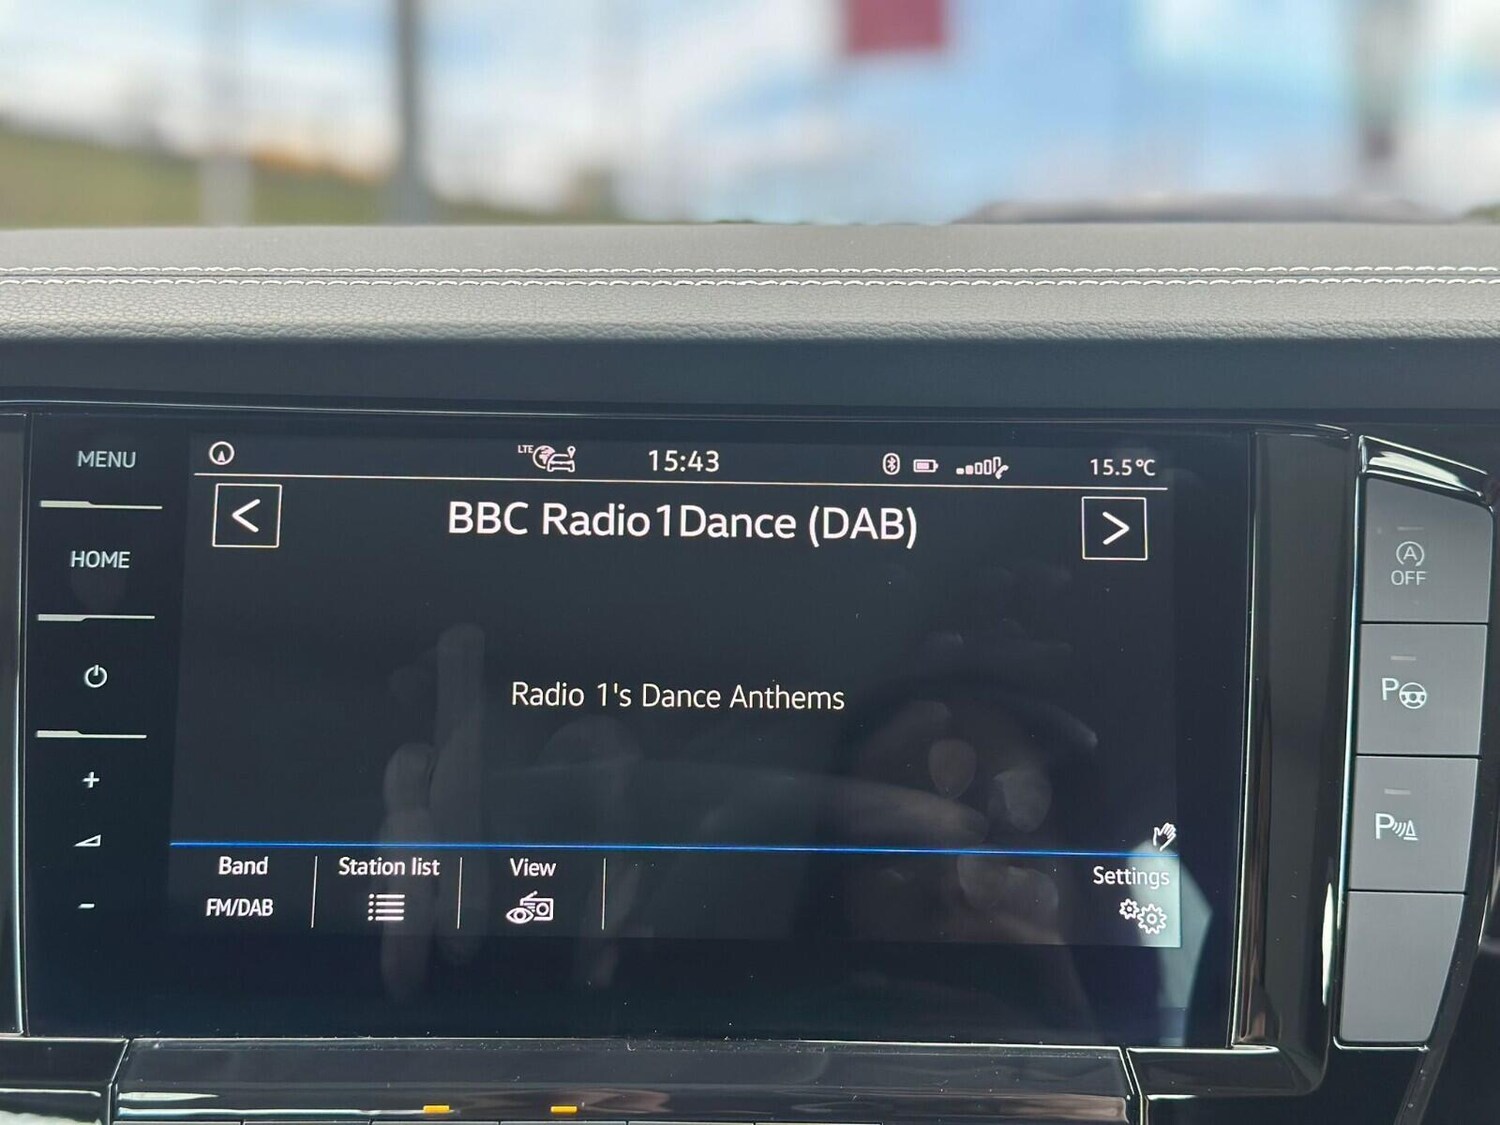 MENU
HOME
+
-
LTE
15:43
15.5°C
<
BBC Radio 1 Dance (DAB)
>
Radio 1's Dance Anthems
Band
FM/DAB
Station list
View
Settings
A
OFF
P
P